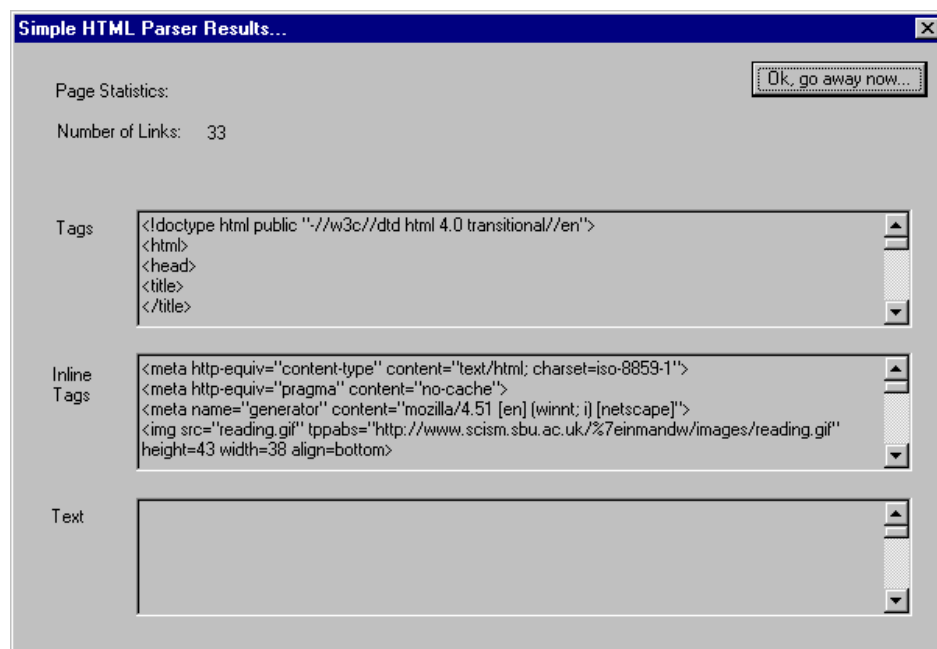 Simple HTML Parser Results...
Ok, go away now...
Page Statistics:
Number of Links: 33
Tags
<!doctype html public "-//w3c//dtd html 4.0 transitional//en">
<html>
<head>
<title>
</title>
Inline
Tags
<meta http-equiv="content-type" content="text/html; charset=iso-8859-1">
<meta http-equiv="pragma" content="no-cache">
<meta name="generator" content="mozilla/4.51 [en] (winnt; i) [netscape]">
<img src="reading.gif" tppabs="http://www.scism.sbu.ac.uk/%7einmandw/images/reading.gif"
height=43 width=38 align=bottom>
Text